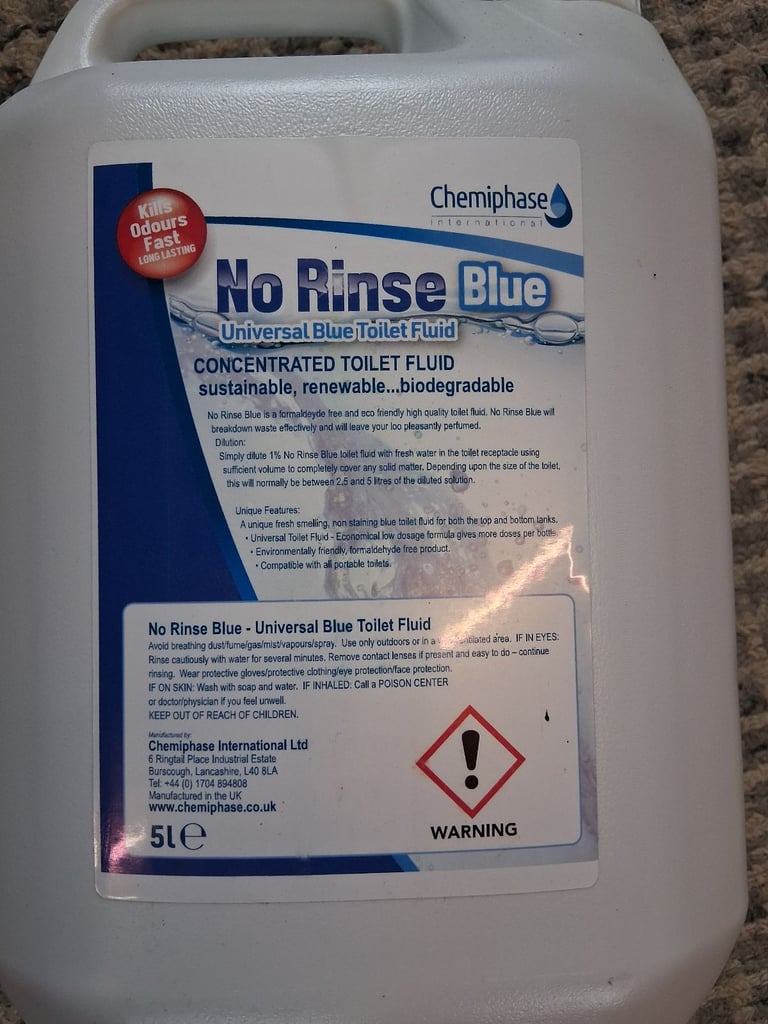 Chemiphase
international
Kills
Odours
Fast
LONG LASTING
No Rinse Blue
Universal Blue Toilet Fluid
CONCENTRATED TOILET FLUID
sustainable, renewable...biodegradable
No Rinse Blue is a formaldeyde free and eco friendly high quality toilet fluid. No Rinse Blue will
breakdown waste effectively and will leave your loo pleasantly perfumed.
Dilution:
Simply dilute 1% No Rinse Blue toilet fluid with fresh water in the toilet receptacle using
sufficient volume to completely cover any solid matter. Depending upon the size of the toilet,
this will normally be between 2.5 and 5 litres of the diluted solution.
Unique Features:
A unique fresh smelling, non staining blue toilet fluid for both the top and bottom tanks.
• Universal Toilet Fluid - Economical low dosage formula gives more doses per bottle
• Environmentally friendly, formaldehyde free product.
• Compatible with all portable toilets.
No Rinse Blue - Universal Blue Toilet Fluid
Avoid breathing dust/fume/gas/mist/vapours/spray. Use only outdoors or in a area. IF IN EYES:
Rinse cautiously with water for several minutes. Remove contact lenses if present and easy to do – continue
rinsing. Wear protective gloves/protective clothing/eye protection/face protection.
IF ON SKIN: Wash with soap and water. IF INHALED: Call a POISON CENTER
or doctor/physician if you feel unwell.
KEEP OUT OF REACH OF CHILDREN.
Manufactured by:
Chemiphase International Ltd
6 Ringtail Place Industrial Estate
Burscough, Lancashire, L40 8LA
Tel: +44 (0) 1704 894808
Manufactured in the UK
www.chemiphase.co.uk
5l ℮
WARNING